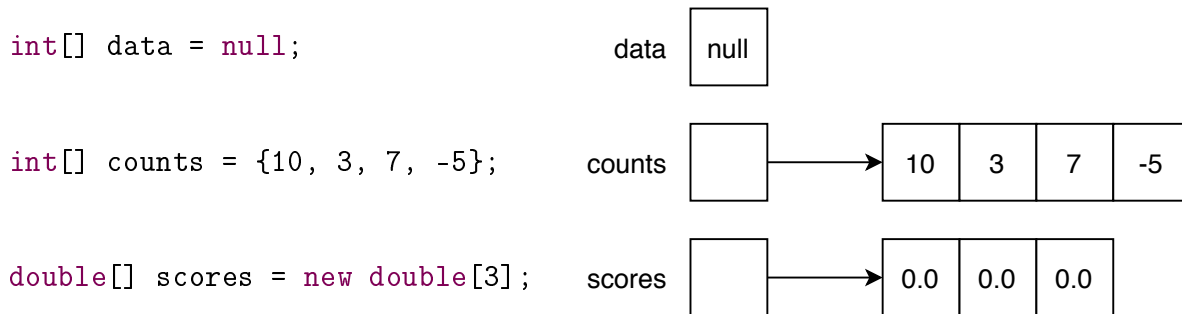 int[] data = null; data null
int[] counts = {10, 3, 7, -5}; counts 10 3 7 -5
double[] scores = new double[3]; scores 0.0 0.0 0.0